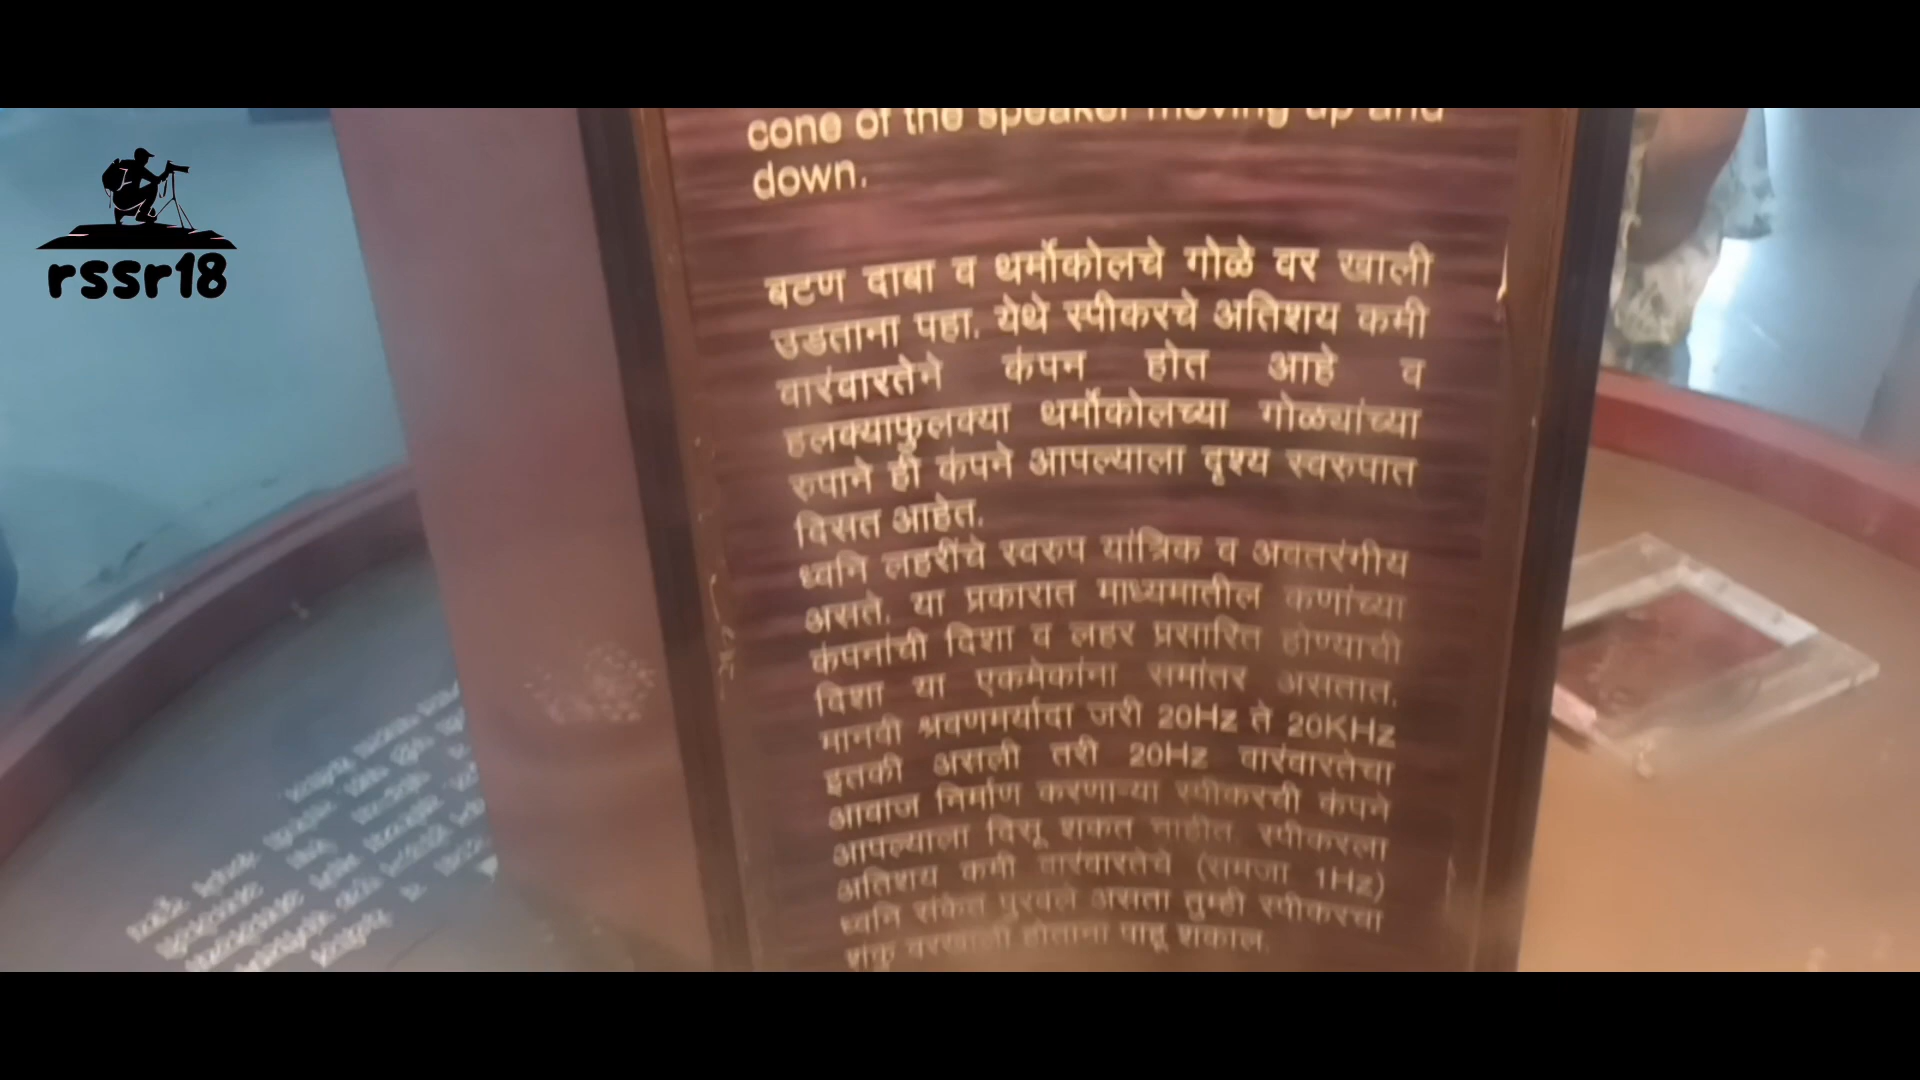 rssr18
cone of the speaker moving up and
down.
बटण दाबा व थर्मोकोलचे गोळे वर खाली
उडताना पहा. येथे स्पीकरचे अतिशय कमी
वारंवारतेने कंपन होत आहे व
हलक्याफुलक्या थर्मोकोलच्या गोळ्यांच्या
रुपाने ही कंपने आपल्याला दृश्य स्वरुपात
दिसत आहेत.
ध्वनि लहरींचे स्वरुप यांत्रिक व अवतरंगीय
असते. या प्रकारात माध्यमातील कणांच्या
कंपनांची दिशा व लहर प्रसारित होण्याची
दिशा या एकमेकांना समांतर असतात.
मानवी श्रवणमर्यादा जरी 20Hz ते 20KHz
इतकी असली तरी 20Hz वारंवारतेचा
आवाज निर्माण करणाऱ्या स्पीकरची कंपने
आपल्याला दिसू शकत नाहीत. स्पीकरला
अतिशय कमी वारंवारतेचे (समजा 1Hz)
ध्वनि संकेत पुरवले असता तुम्ही स्पीकरचा
शंकु वरखाली होताना पाहू शकाल.